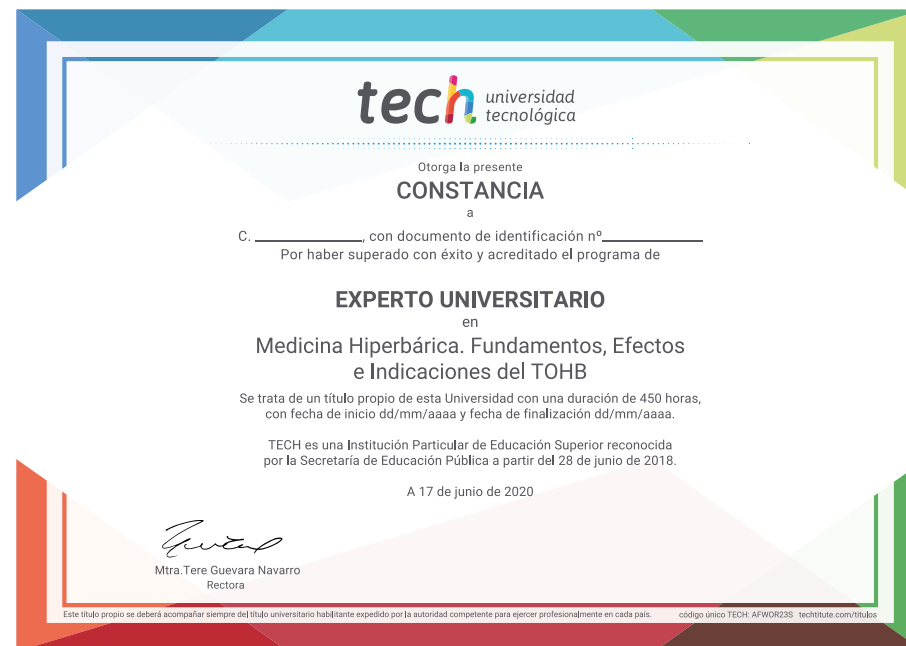 tech universidad
tecnológica
Otorga la presente
CONSTANCIA
a
C. ____________, con documento de identificación nº____________
Por haber superado con éxito y acreditado el programa de
EXPERTO UNIVERSITARIO
en
Medicina Hiperbárica. Fundamentos, Efectos
e Indicaciones del TOHB
Se trata de un título propio de esta Universidad con una duración de 450 horas,
con fecha de inicio dd/mm/aaaa y fecha de finalización dd/mm/aaaa.
TECH es una Institución Particular de Educación Superior reconocida
por la Secretaría de Educación Pública a partir del 28 de junio de 2018.
A 17 de junio de 2020
Mtra.Tere Guevara Navarro
Rectora
Este título propio se deberá acompañar siempre del título universitario habilitante expedido por la autoridad competente para ejercer profesionalmente en cada país. código único TECH: AFWOR23S techtitute.com/titulos